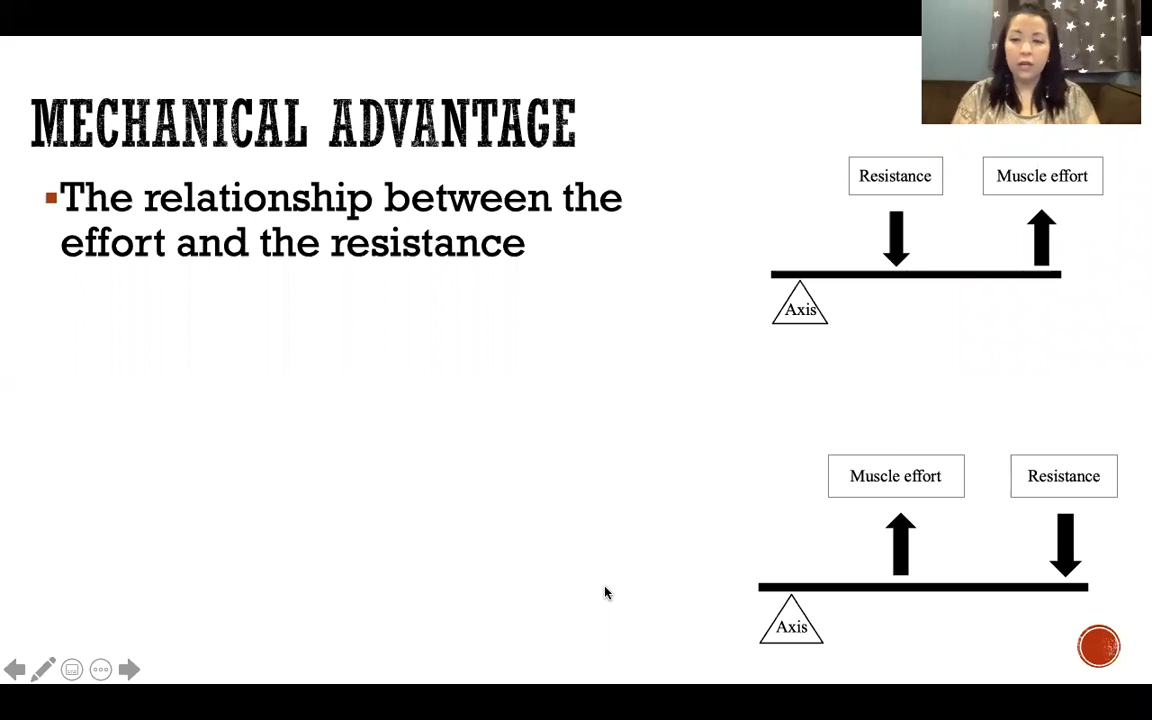 MECHANICAL ADVANTAGE
The relationship between the
effort and the resistance
Resistance
Muscle effort
Axis
Muscle effort
Resistance
Axis